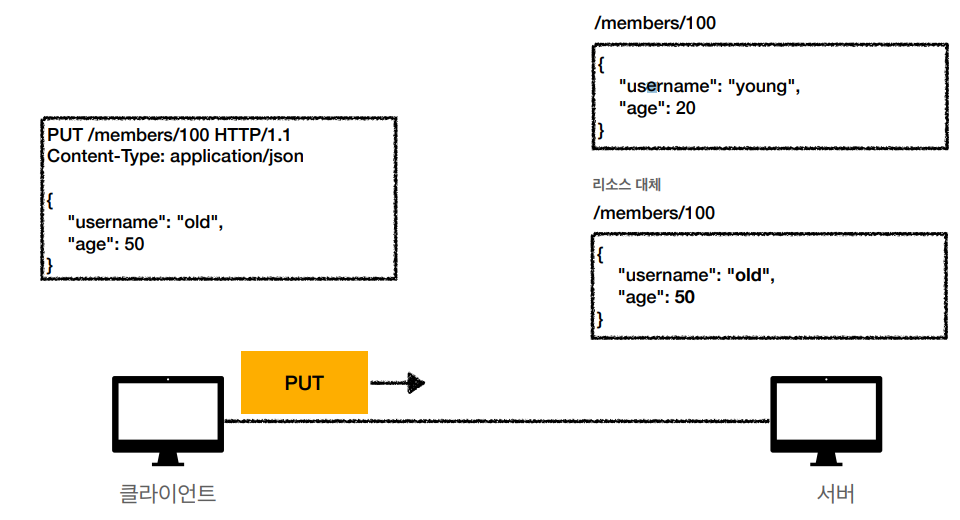 /members/100
{
"username": "young",
"age": 20
}
PUT /members/100 HTTP/1.1
Content-Type: application/json
{
"username": "old",
"age": 50
}
리소스 대체
/members/100
{
"username": "old",
"age": 50
}
PUT
클라이언트
서버